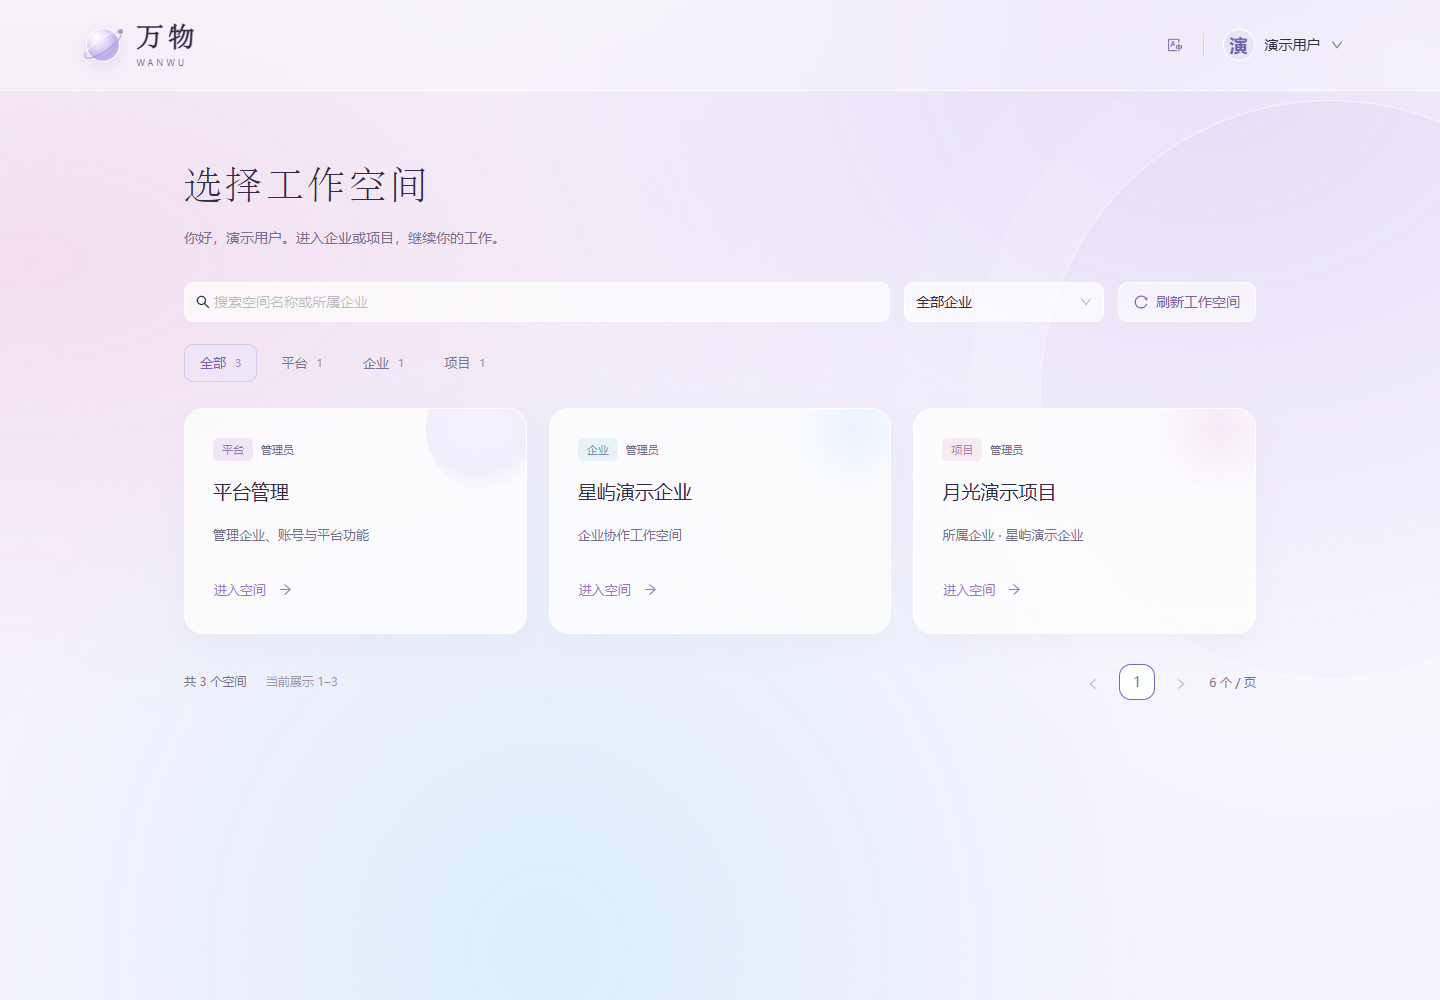 万物
WANWU
演 演示用户
选择工作空间
你好，演示用户。进入企业或项目，继续你的工作。
搜索空间名称或所属企业
全部企业
刷新工作空间
全部 3 平台 1 企业 1 项目 1
平台 管理员
平台管理
管理企业、账号与平台功能
进入空间
企业 管理员
星屿演示企业
企业协作工作空间
进入空间
项目 管理员
月光演示项目
所属企业 · 星屿演示企业
进入空间
共 3 个空间 当前展示 1–3
1
6 个 / 页